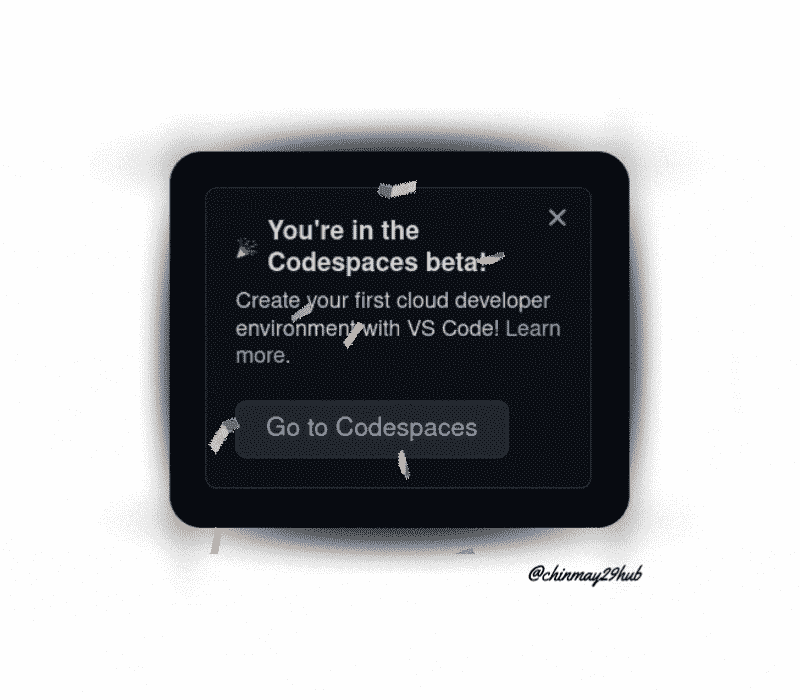 You're in the
Codespaces beta!
Create your first cloud developer
environment with VS Code! Learn
more.
Go to Codespaces
@chinmay29hub